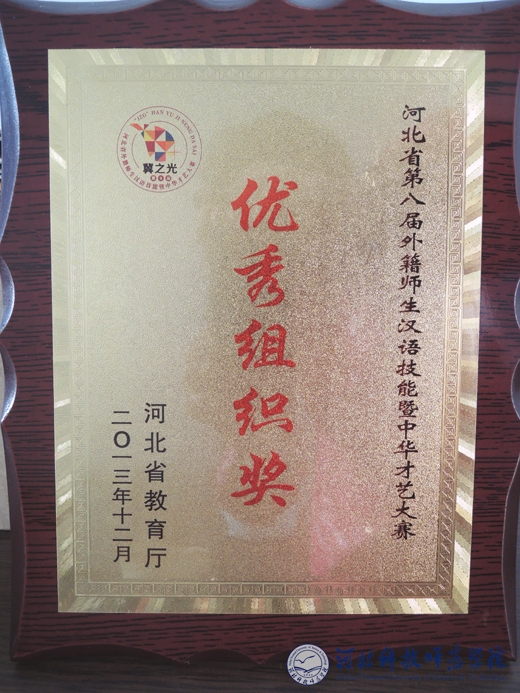 河北省第八届外籍师生汉语技能暨中华才艺大赛
优秀组织奖
冀之光
河北省教育厅
二〇一三年十二月